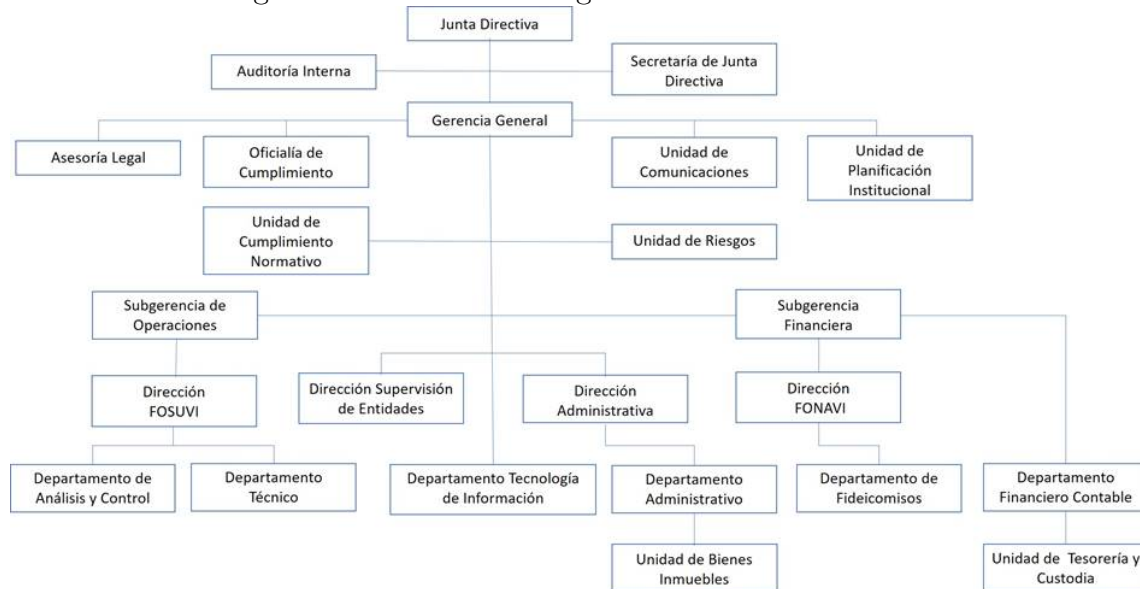 Junta Directiva
Auditoría Interna
Secretaría de Junta
Directiva
Gerencia General
Asesoría Legal
Oficialía de
Cumplimiento
Unidad de
Comunicaciones
Unidad de
Planificación
Institucional
Unidad de
Cumplimiento
Normativo
Unidad de Riesgos
Subgerencia de
Operaciones
Subgerencia
Financiera
Dirección
FOSUVI
Dirección Supervisión
de Entidades
Dirección
Administrativa
Dirección
FONAVI
Departamento de
Análisis y Control
Departamento
Técnico
Departamento Tecnología
de Información
Departamento
Administrativo
Departamento de
Fideicomisos
Departamento
Financiero Contable
Unidad de Bienes
Inmuebles
Unidad de Tesorería y
Custodia